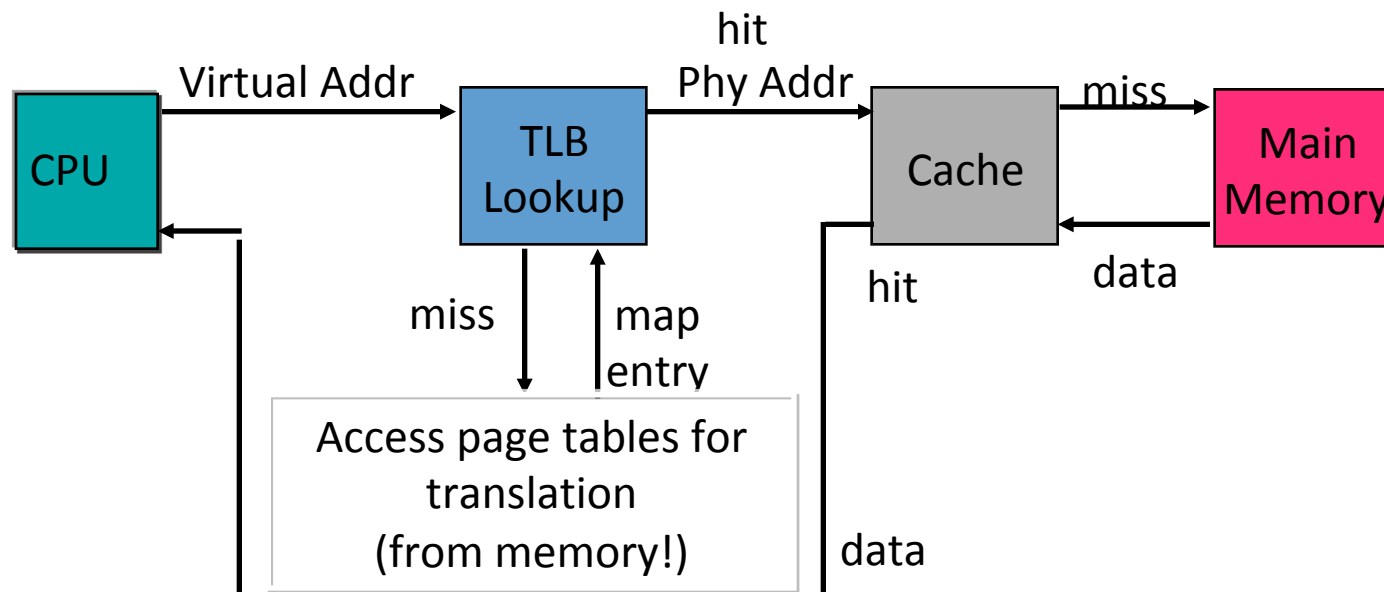 hit
Virtual Addr
Phy Addr
miss
CPU
TLB
Lookup
Cache
Main
Memory
hit
data
miss
map
entry
Access page tables for
translation
(from memory!)
data